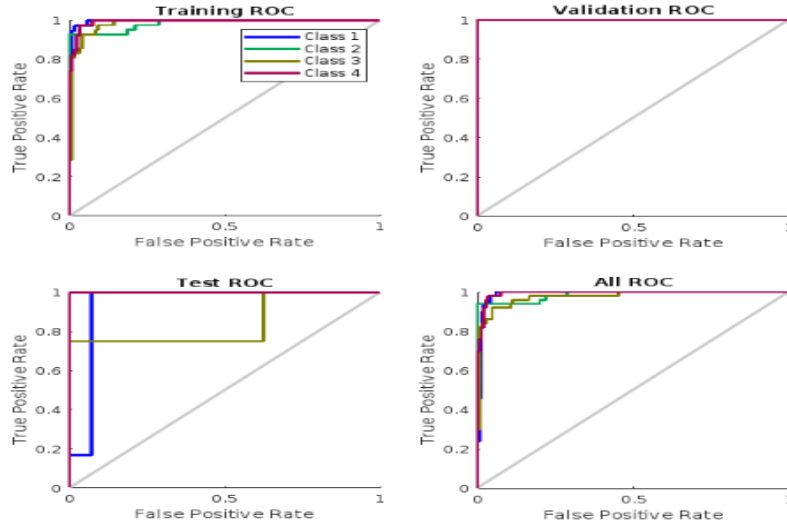 Training ROC
True Positive Rate
1
0.8
0.6
0.4
0.2
0
Class 1
Class 2
Class 3
Class 4
0 0.5 1
False Positive Rate
Validation ROC
True Positive Rate
1
0.8
0.6
0.4
0.2
0
0 0.5 1
False Positive Rate
Test ROC
True Positive Rate
1
0.8
0.6
0.4
0.2
0
0 0.5 1
False Positive Rate
All ROC
True Positive Rate
1
0.8
0.6
0.4
0.2
0
0 0.5 1
False Positive Rate